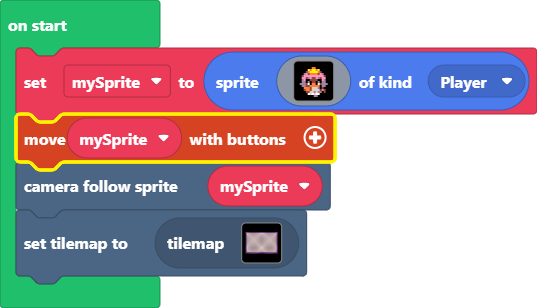 on start
set mySprite to sprite of kind Player
move mySprite with buttons
camera follow sprite mySprite
set tilemap to tilemap